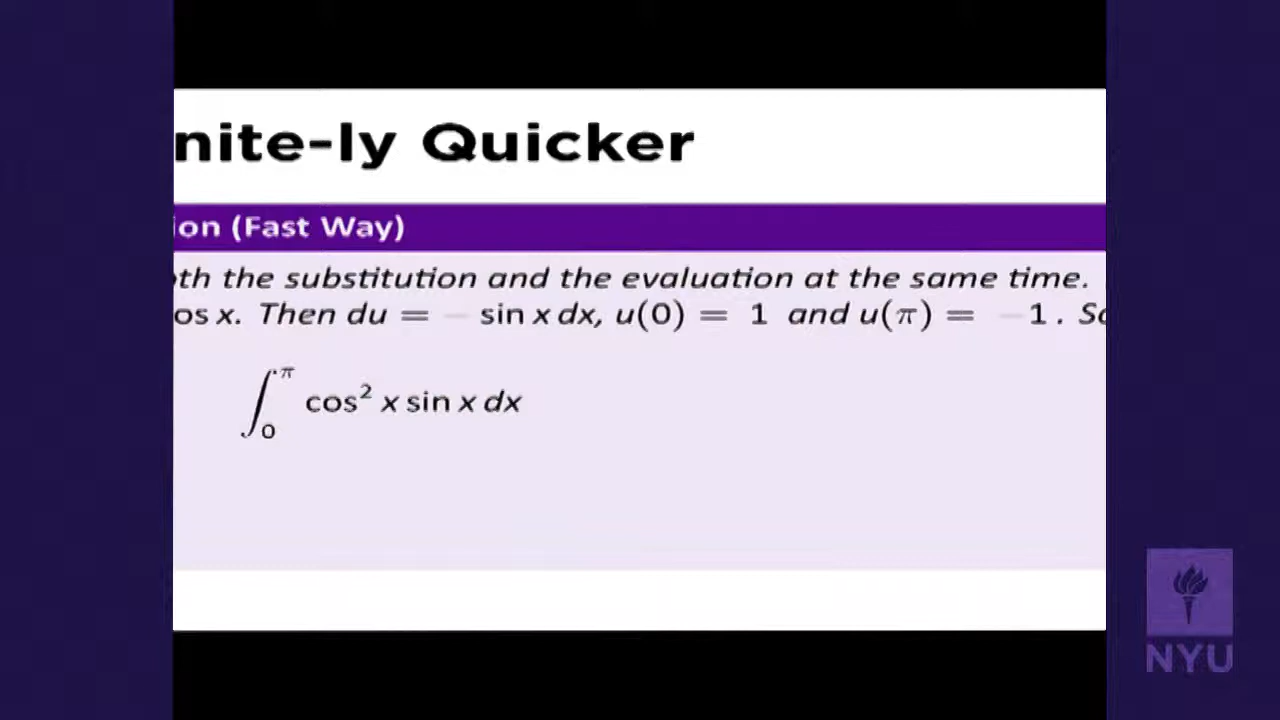 nite-ly Quicker
ion (Fast Way)
oth the substitution and the evaluation at the same time.
os x. Then du = − sin x dx, u(0) = 1 and u(π) = −1. So
∫₀^π cos² x sin x dx
NYU